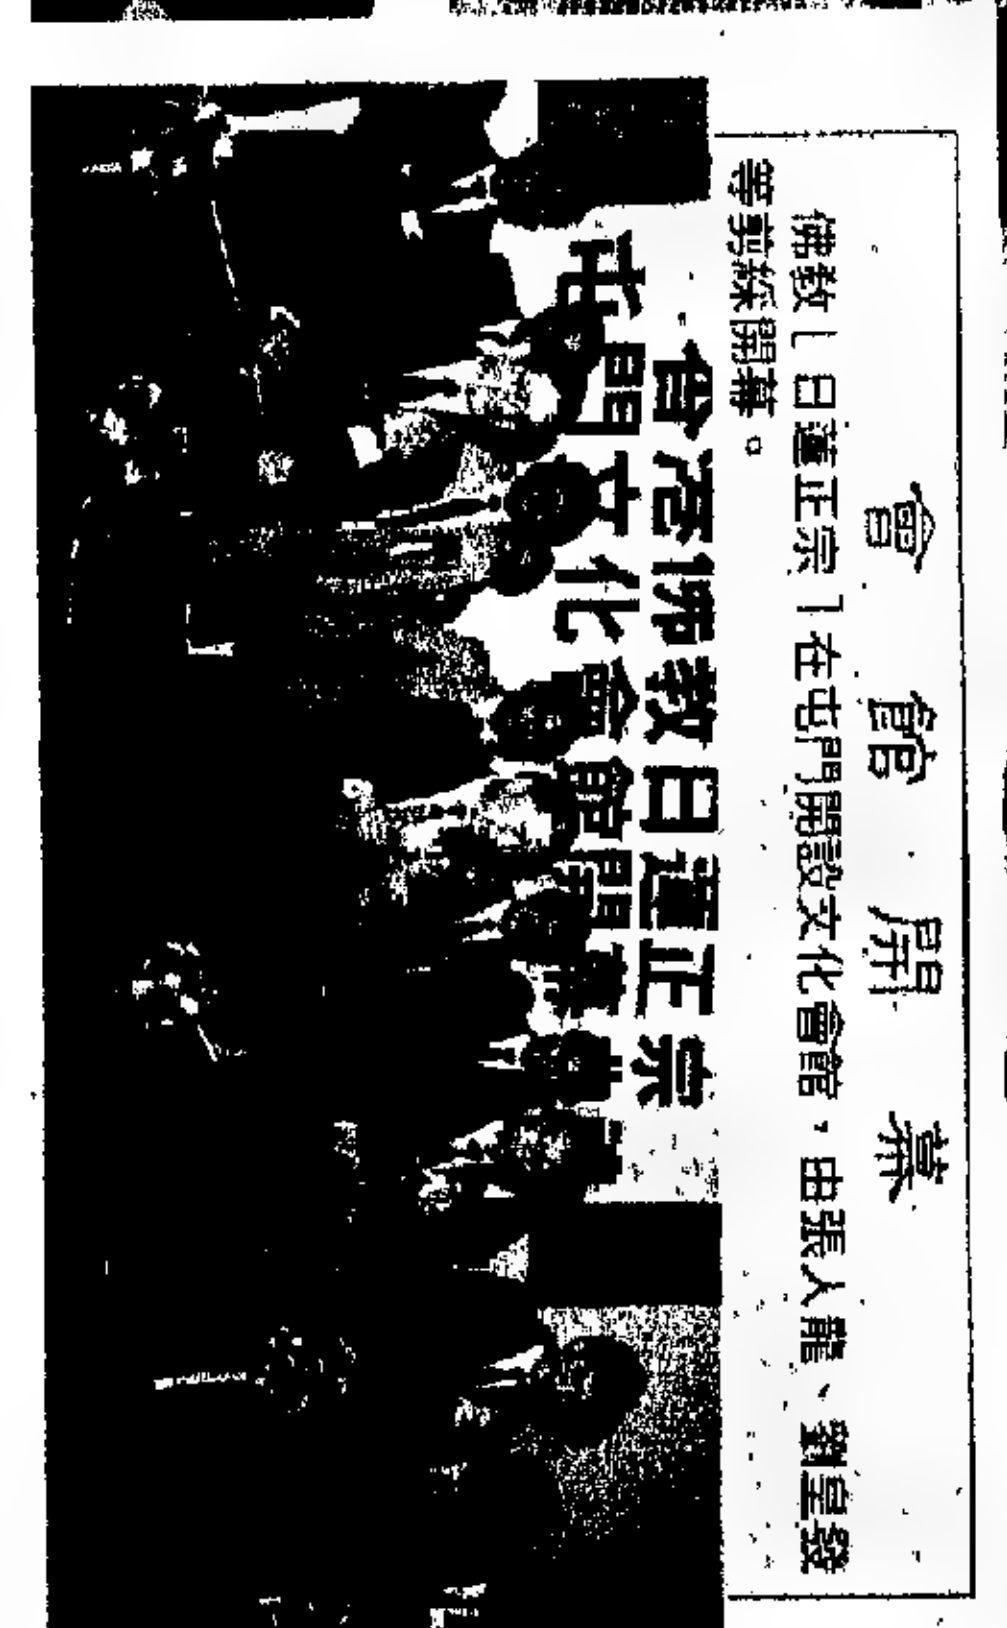 會館開幕
佛教「日蓮正宗」在屯門開設文化會館，由張人龍、劉皇發
等剪綵開幕。
香港佛教日蓮正宗
屯門文化會館開幕典